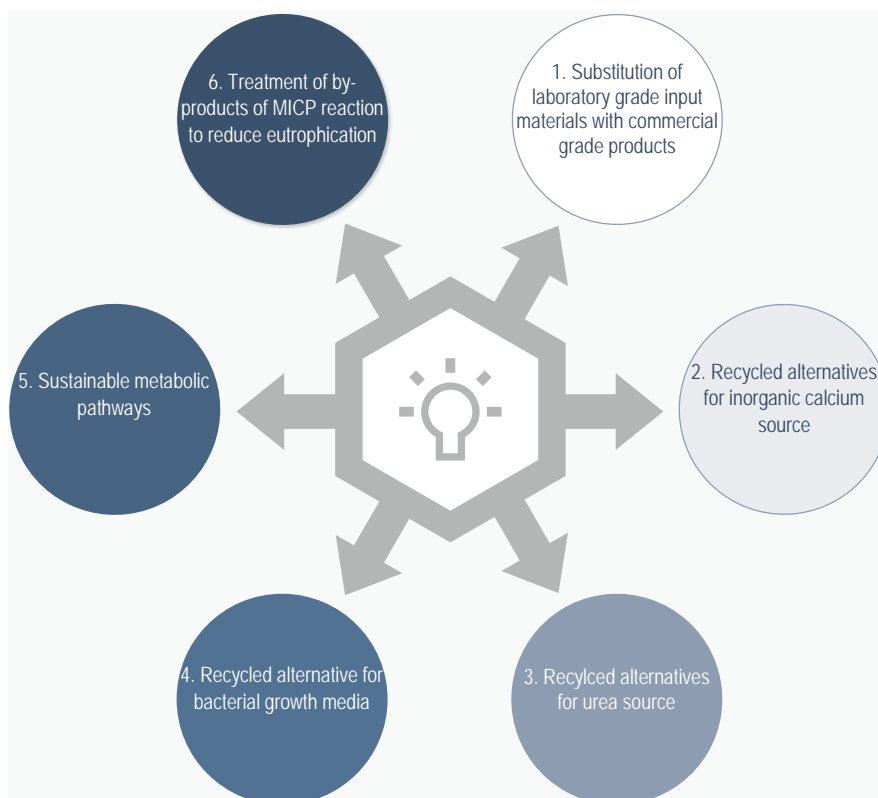 1. Substitution of
laboratory grade input
materials with commercial
grade products
2. Recycled alternatives
for inorganic calcium
source
3. Recylced alternatives
for urea source
4. Recycled alternative for
bacterial growth media
5. Sustainable metabolic
pathways
6. Treatment of by-
products of MICP reaction
to reduce eutrophication